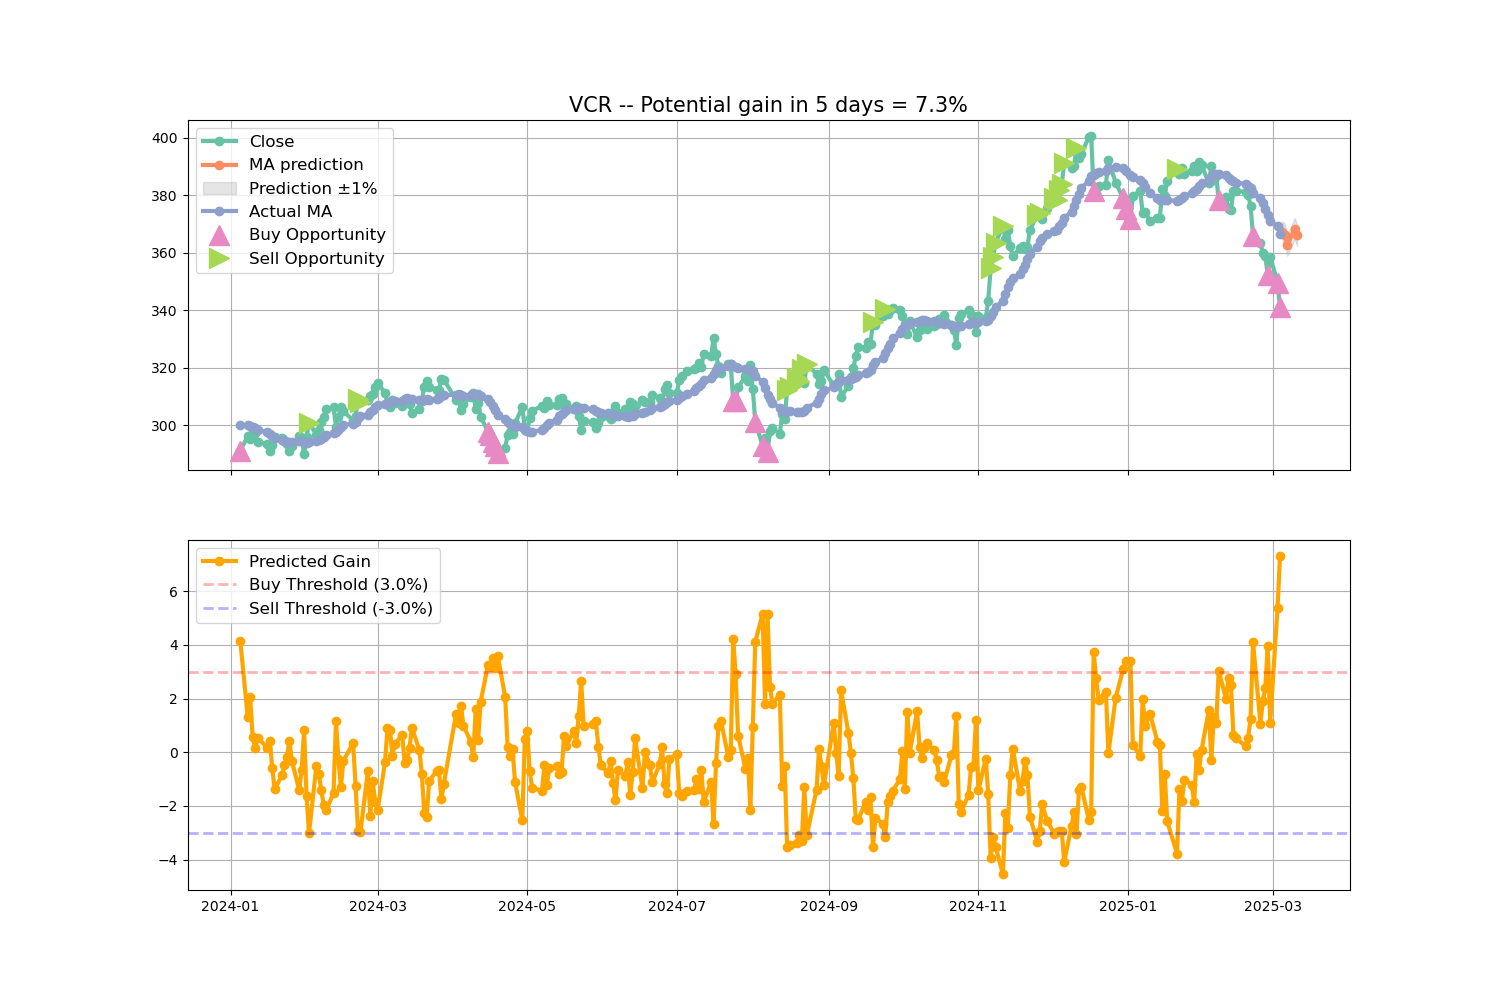 VCR -- Potential gain in 5 days = 7.3%
400
380
360
340
320
300
Close
MA prediction
Prediction ±1%
Actual MA
Buy Opportunity
Sell Opportunity
6
4
2
0
−2
−4
Predicted Gain
Buy Threshold (3.0%)
Sell Threshold (-3.0%)
2024-01
2024-03
2024-05
2024-07
2024-09
2024-11
2025-01
2025-03